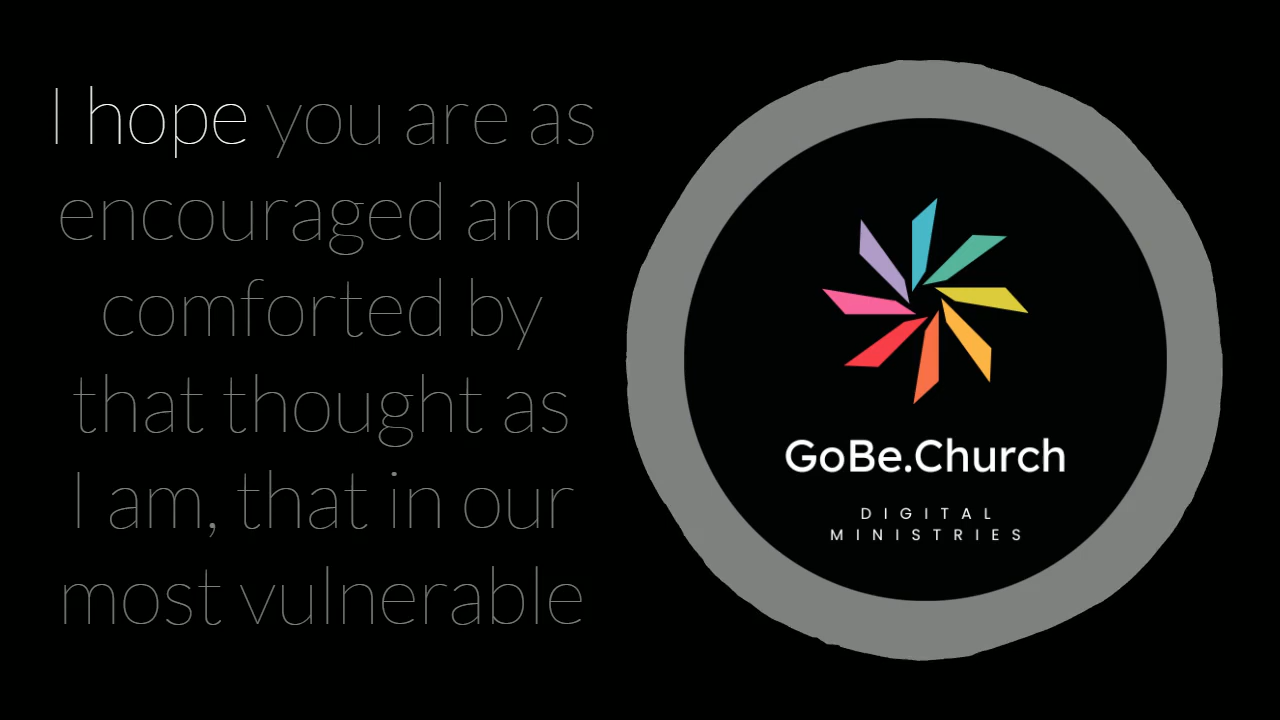 I hope you are as
encouraged and
comforted by
that thought as
I am, that in our
most vulnerable
GoBe.Church
DIGITAL
MINISTRIES